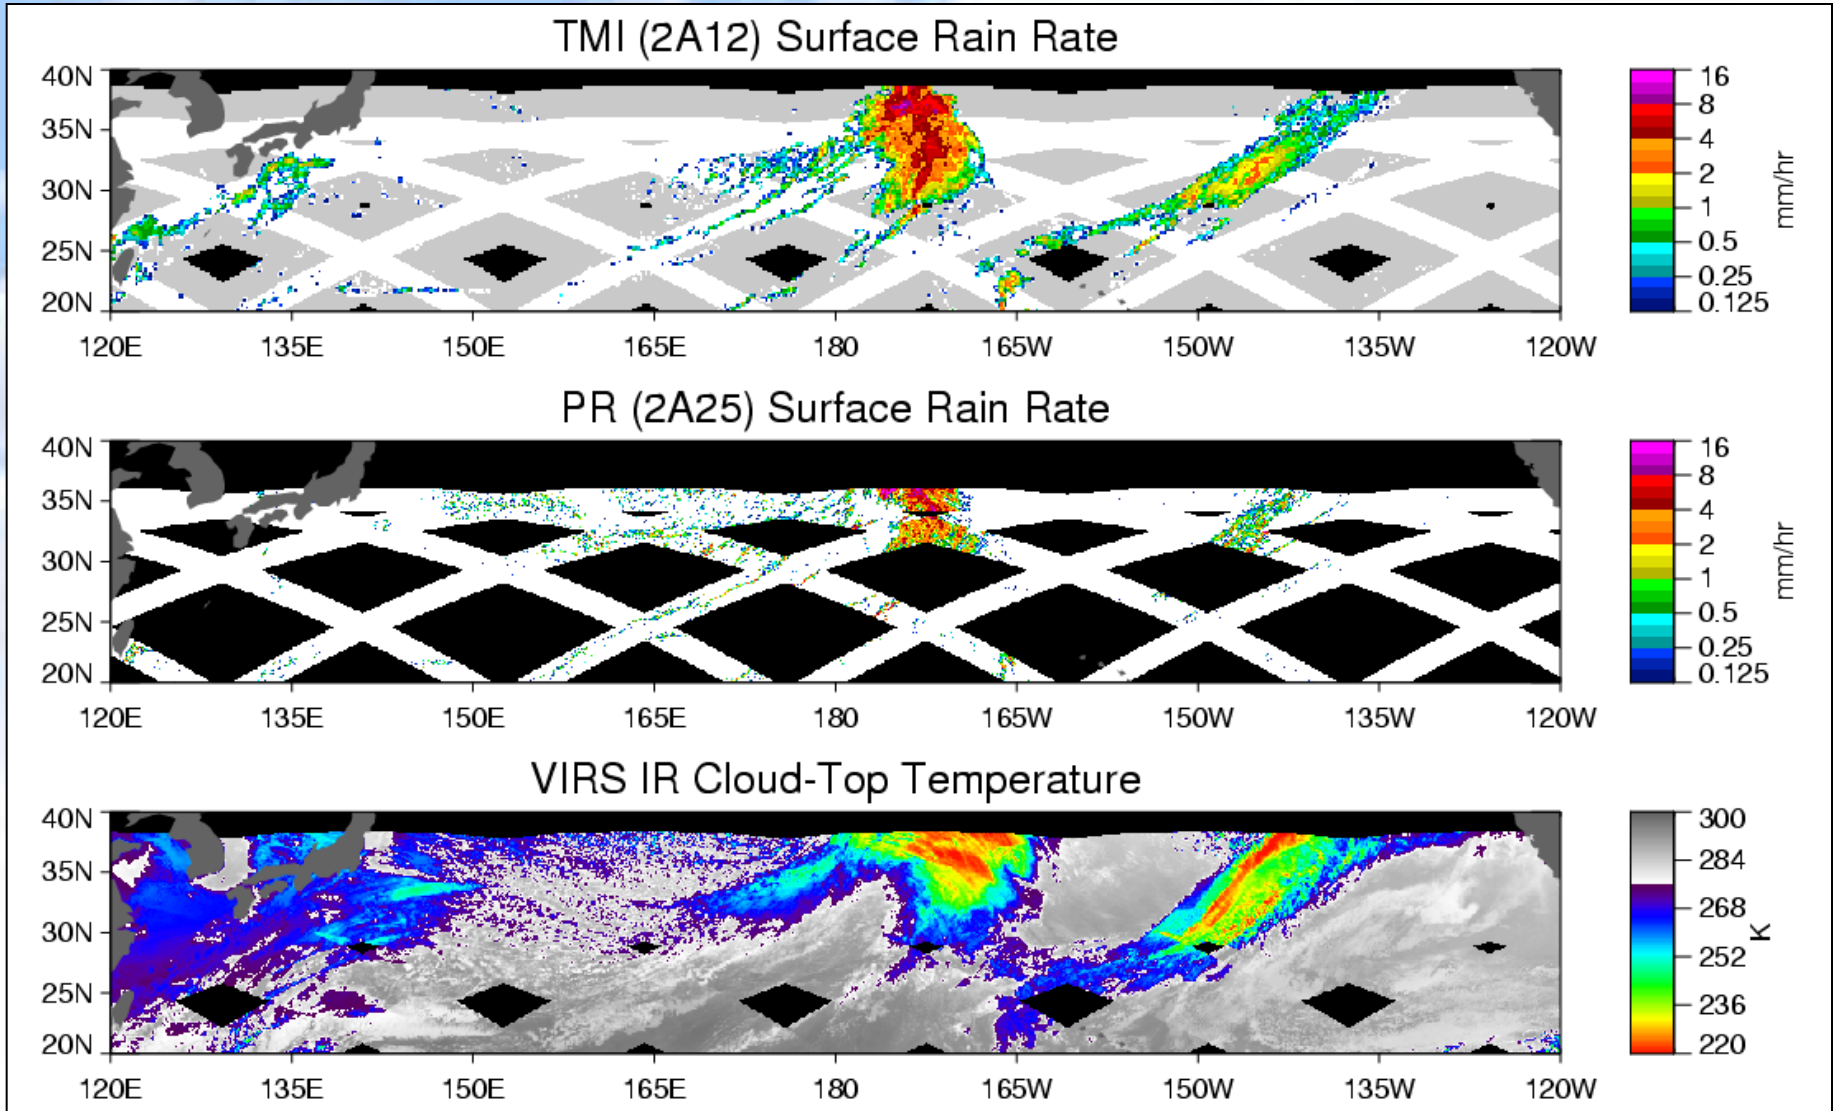 TMI (2A12) Surface Rain Rate
40N
35N
30N
25N
20N
120E 135E 150E 165E 180 165W 150W 135W 120W
16
8
4
2
1
0.5
0.25
0.125
mm/hr
PR (2A25) Surface Rain Rate
40N
35N
30N
25N
20N
120E 135E 150E 165E 180 165W 150W 135W 120W
16
8
4
2
1
0.5
0.25
0.125
mm/hr
VIRS IR Cloud-Top Temperature
40N
35N
30N
25N
20N
120E 135E 150E 165E 180 165W 150W 135W 120W
300
284
268
252
236
220
K